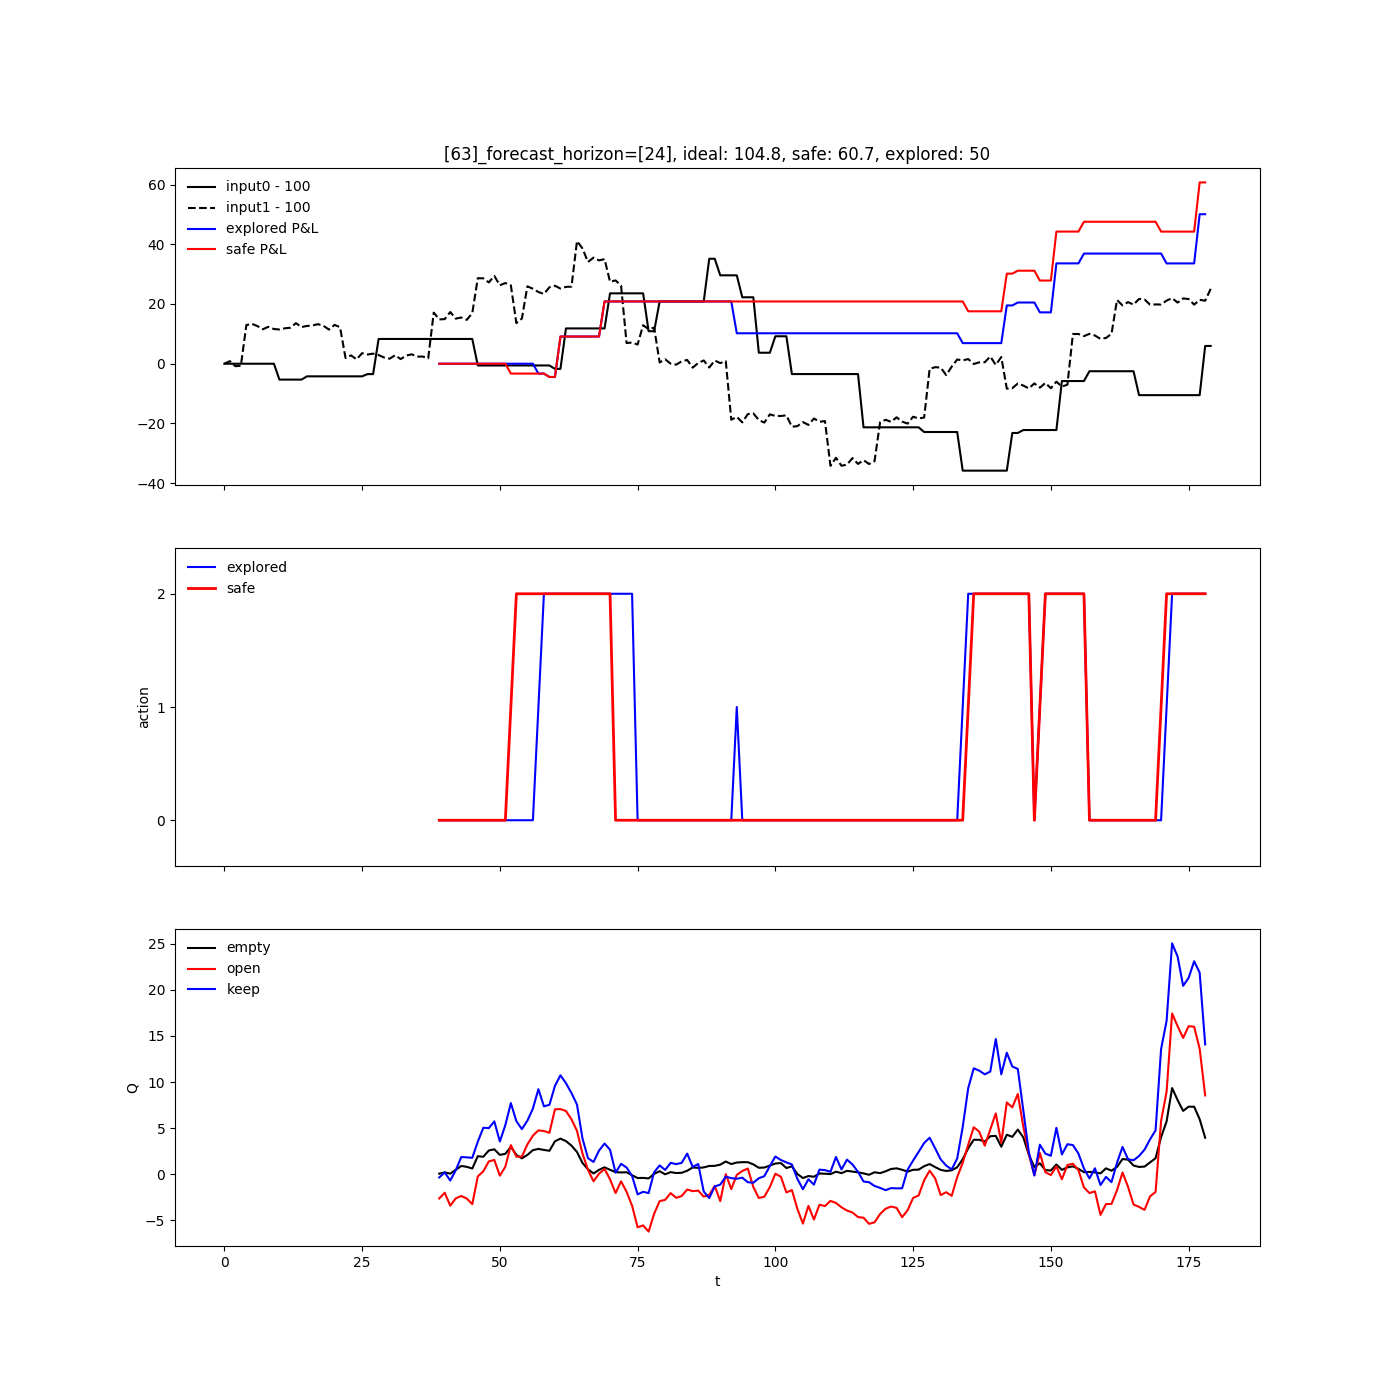 [63]_forecast_horizon=[24], ideal: 104.8, safe: 60.7, explored: 50
60
40
20
0
−20
−40
input0 - 100
input1 - 100
explored P&L
safe P&L
2
1
0
action
explored
safe
25
20
15
10
5
0
−5
Q
empty
open
keep
0 25 50 75 100 125 150 175
t